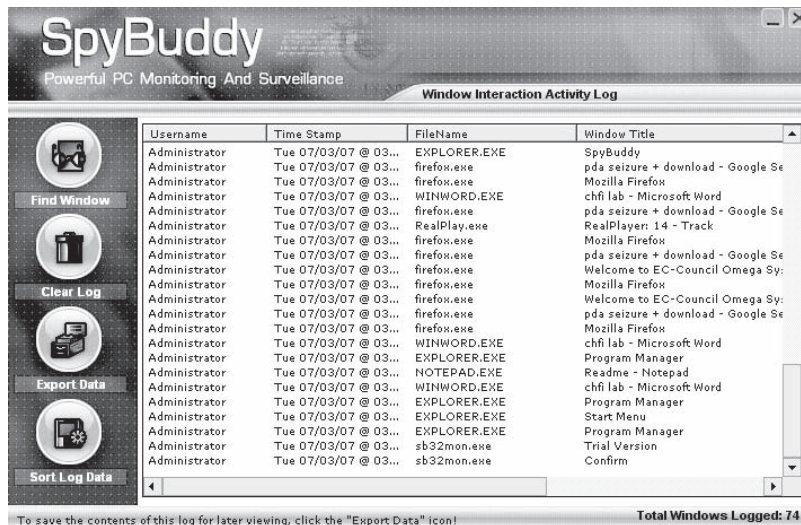 SpyBuddy
Powerful PC Monitoring And Surveillance
Window Interaction Activity Log
Username Time Stamp FileName Window Title
Administrator Tue 07/03/07 @ 03... EXPLORER.EXE SpyBuddy
Administrator Tue 07/03/07 @ 03... firefox.exe pda seizure + download - Google Se
Administrator Tue 07/03/07 @ 03... firefox.exe Mozilla Firefox
Administrator Tue 07/03/07 @ 03... WINWORD.EXE chfi lab - Microsoft Word
Administrator Tue 07/03/07 @ 03... firefox.exe pda seizure + download - Google Se
Administrator Tue 07/03/07 @ 03... RealPlay.exe RealPlayer: 14 - Track
Administrator Tue 07/03/07 @ 03... firefox.exe Mozilla Firefox
Administrator Tue 07/03/07 @ 03... firefox.exe pda seizure + download - Google Se
Administrator Tue 07/03/07 @ 03... firefox.exe Welcome to EC-Council Omega Sy
Administrator Tue 07/03/07 @ 03... firefox.exe Mozilla Firefox
Administrator Tue 07/03/07 @ 03... firefox.exe Welcome to EC-Council Omega Sy
Administrator Tue 07/03/07 @ 03... firefox.exe pda seizure + download - Google Se
Administrator Tue 07/03/07 @ 03... firefox.exe Mozilla Firefox
Administrator Tue 07/03/07 @ 03... WINWORD.EXE chfi lab - Microsoft Word
Administrator Tue 07/03/07 @ 03... EXPLORER.EXE Program Manager
Administrator Tue 07/03/07 @ 03... NOTEPAD.EXE Readme - Notepad
Administrator Tue 07/03/07 @ 03... WINWORD.EXE chfi lab - Microsoft Word
Administrator Tue 07/03/07 @ 03... EXPLORER.EXE Program Manager
Administrator Tue 07/03/07 @ 03... EXPLORER.EXE Start Menu
Administrator Tue 07/03/07 @ 03... EXPLORER.EXE Program Manager
Administrator Tue 07/03/07 @ 03... sb32mon.exe Trial Version
Administrator Tue 07/03/07 @ 03... sb32mon.exe Confirm
Find Window
Clear Log
Export Data
Sort Log Data
To save the contents of this log for later viewing, click the "Export Data" icon!
Total Windows Logged: 74